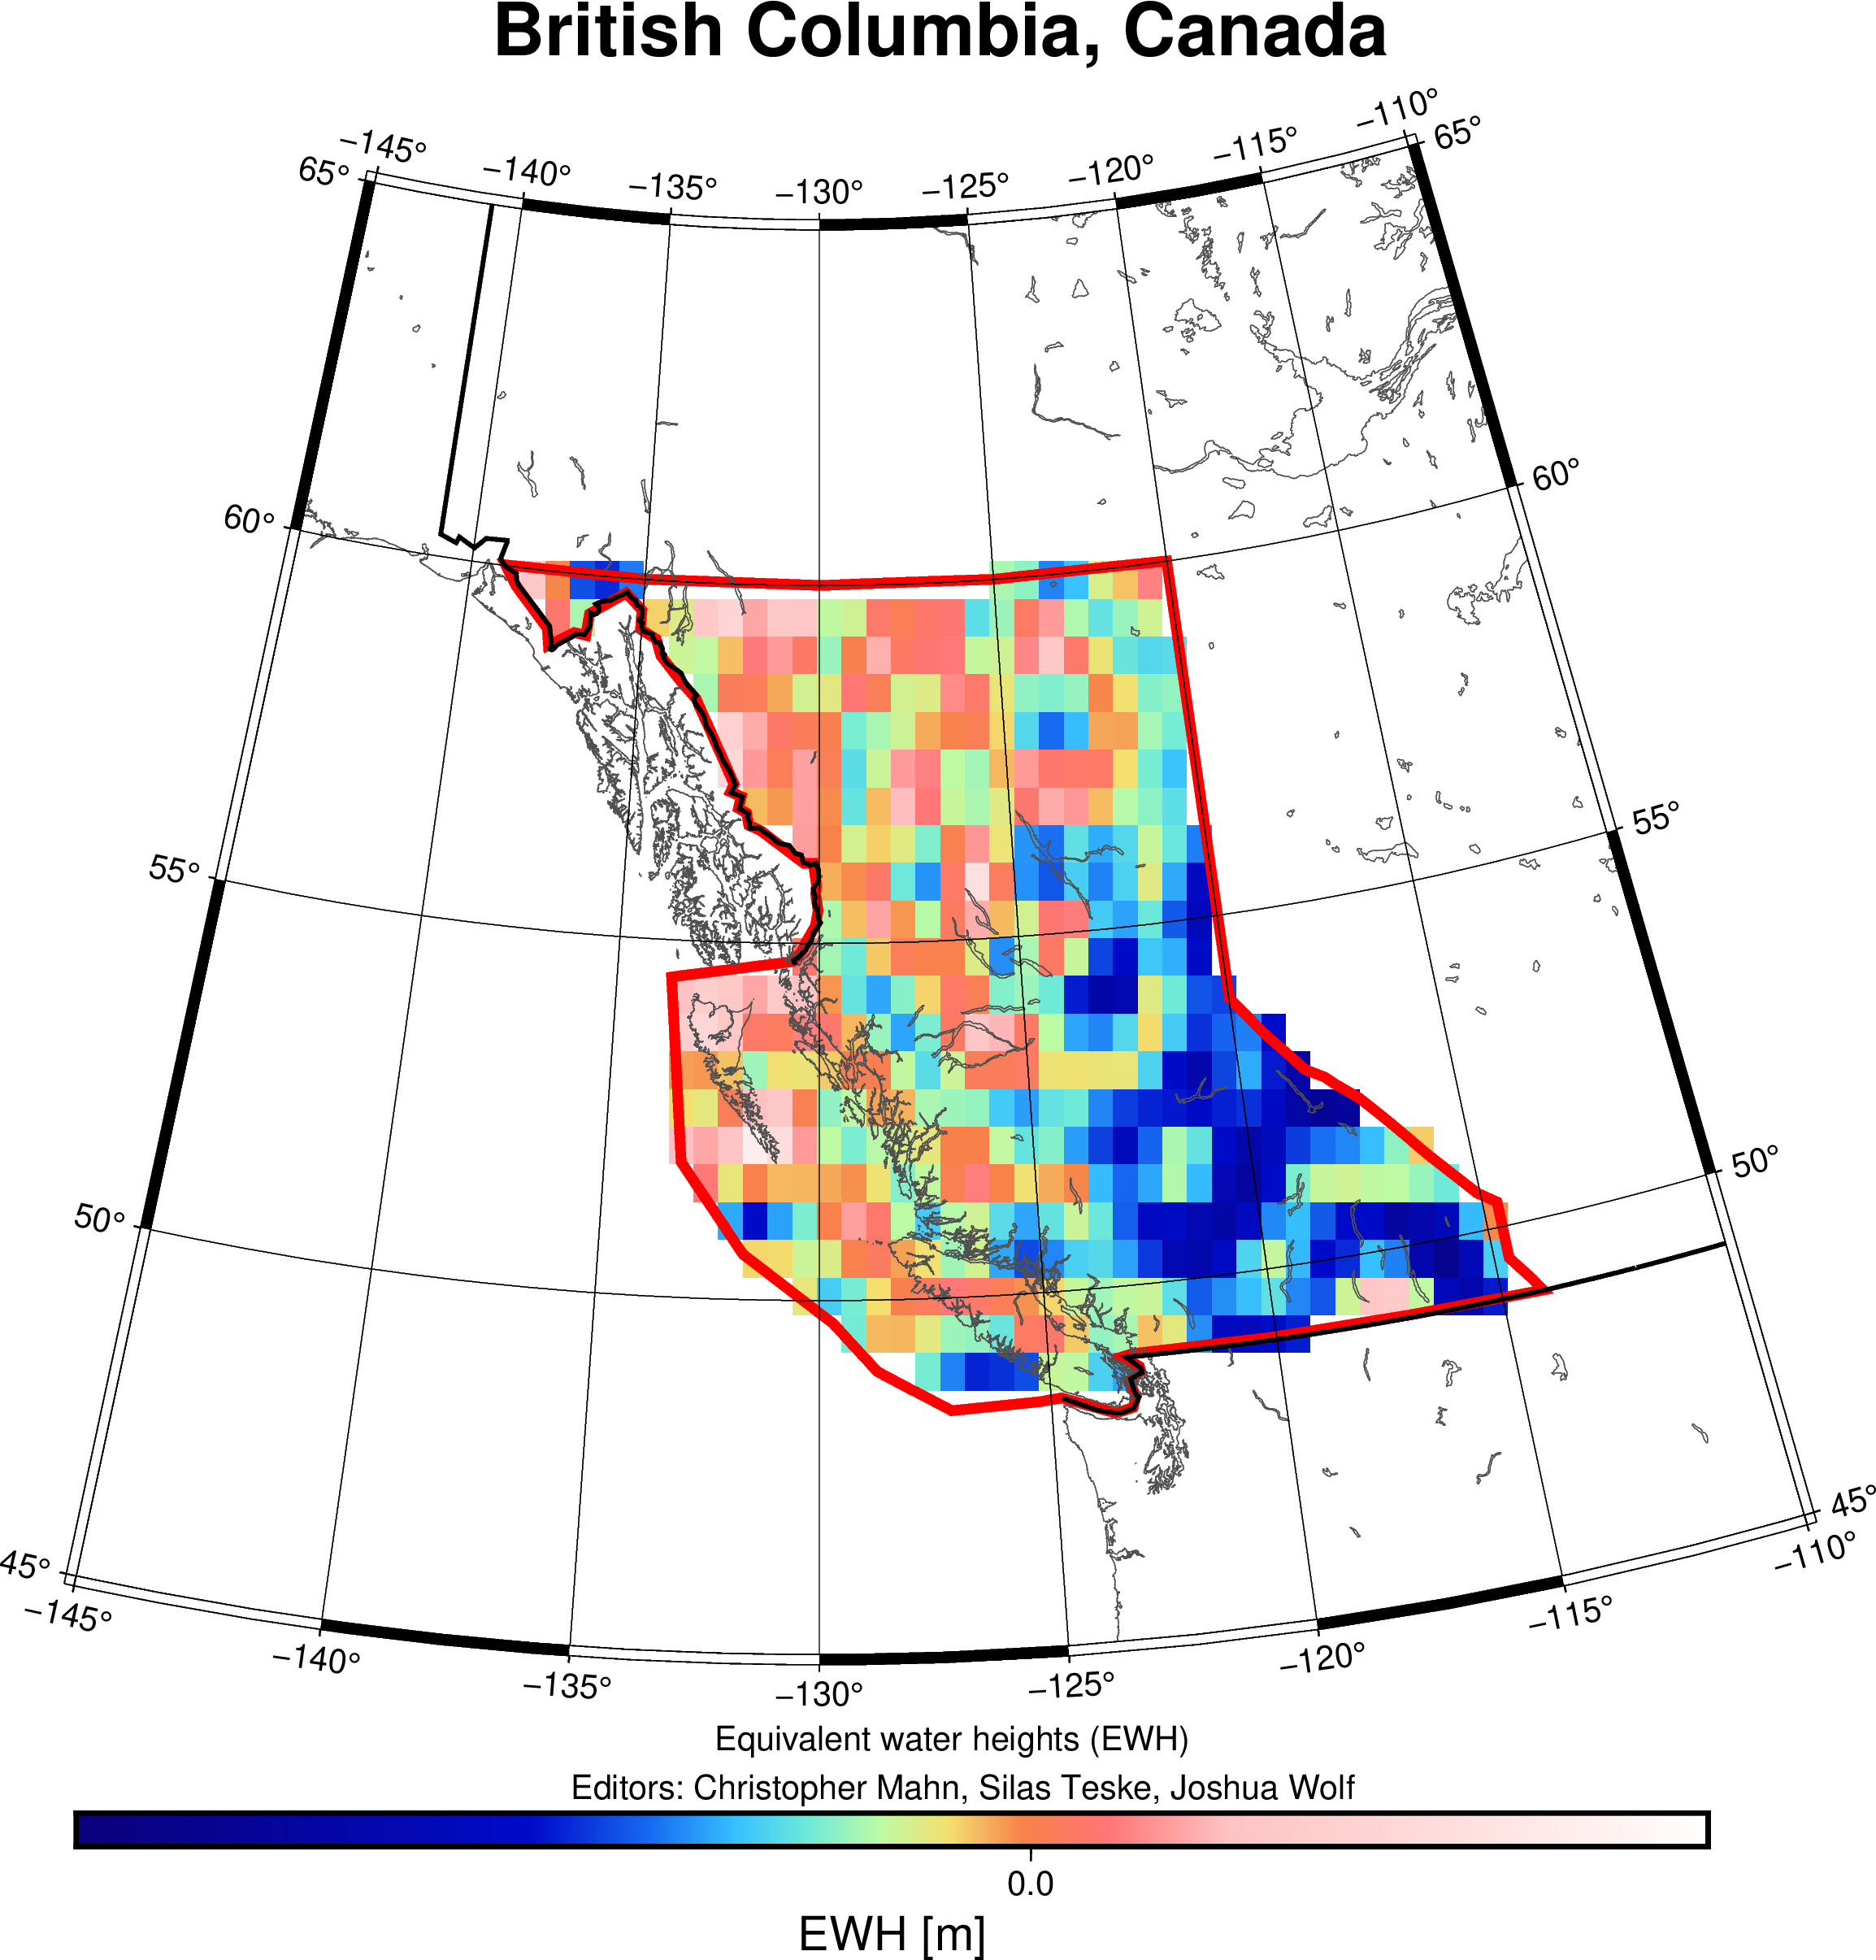 British Columbia, Canada
−145° −140° −135° −130° −125° −120° −115° −110°
65° 65°
60° 60°
55° 55°
50° 50°
45° 45°
−145° −140° −135° −130° −125° −120° −115° −110°
Equivalent water heights (EWH)
Editors: Christopher Mahn, Silas Teske, Joshua Wolf
0.0
EWH [m]